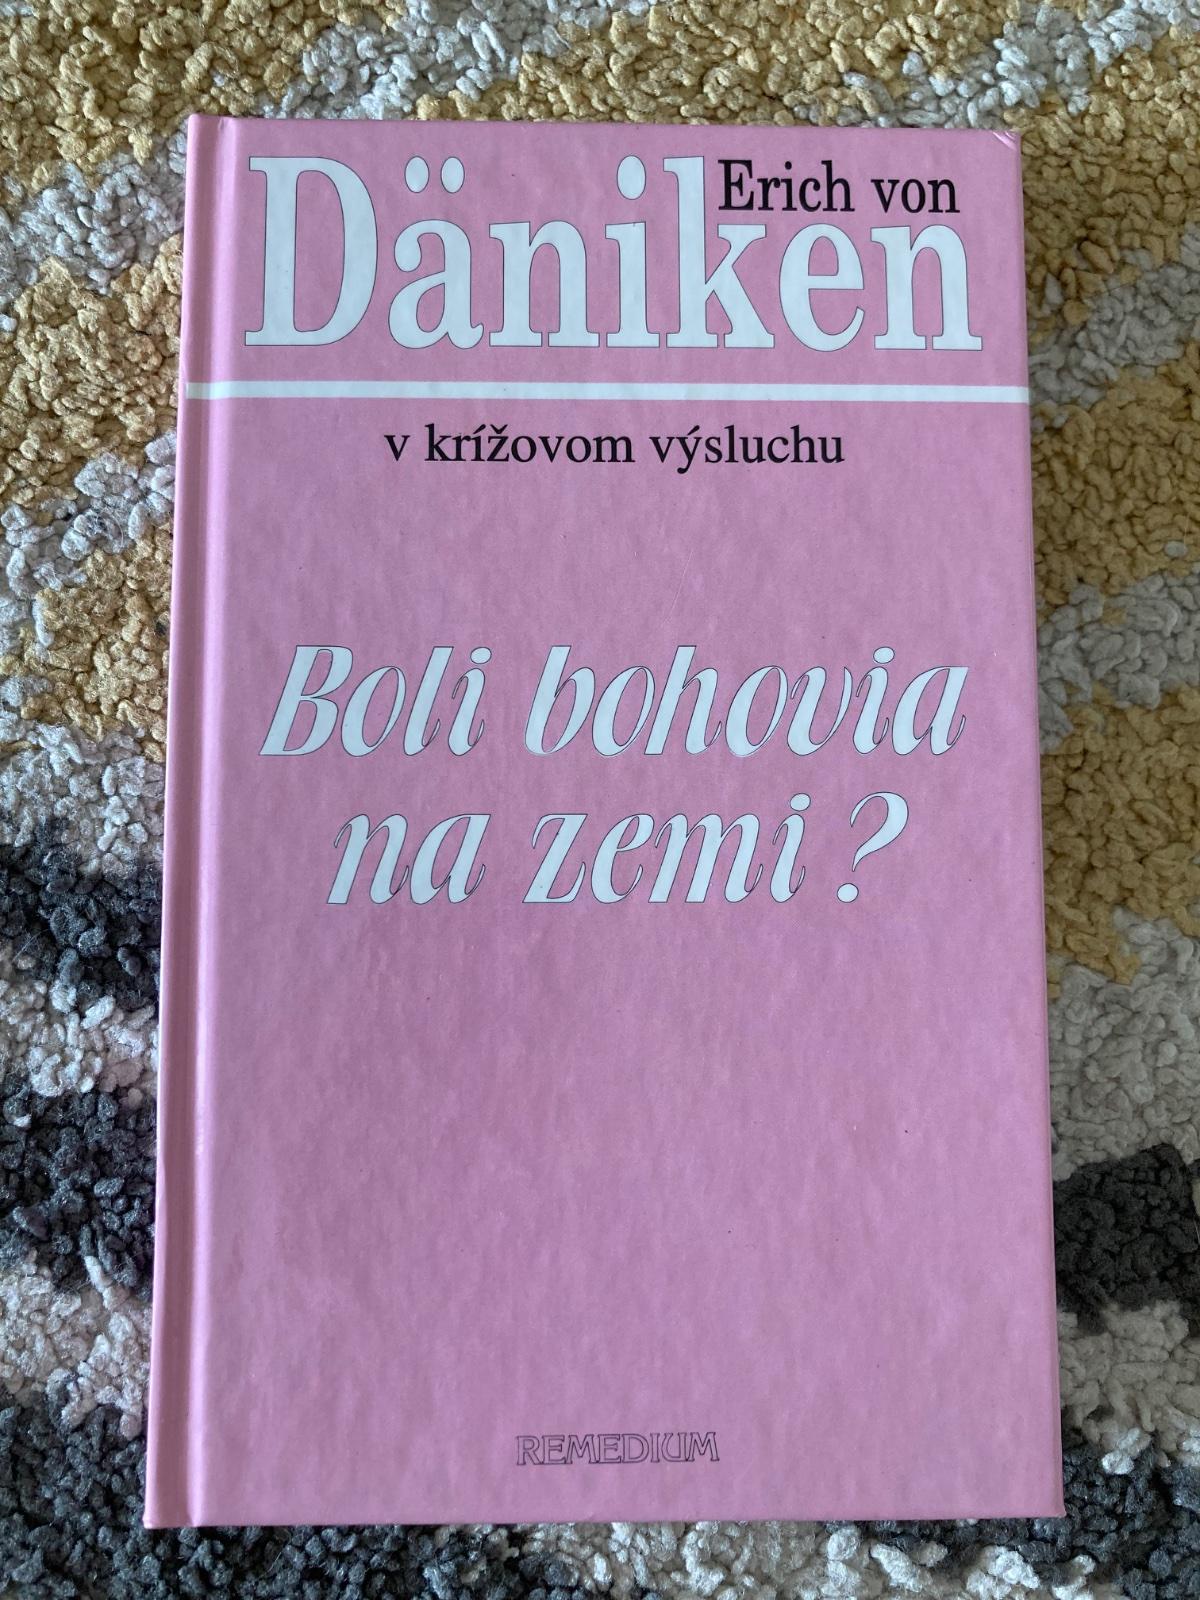 Erich von
Däniken
v krížovom výsluchu
Boli bohovia
na zemi?
REMEDIUM